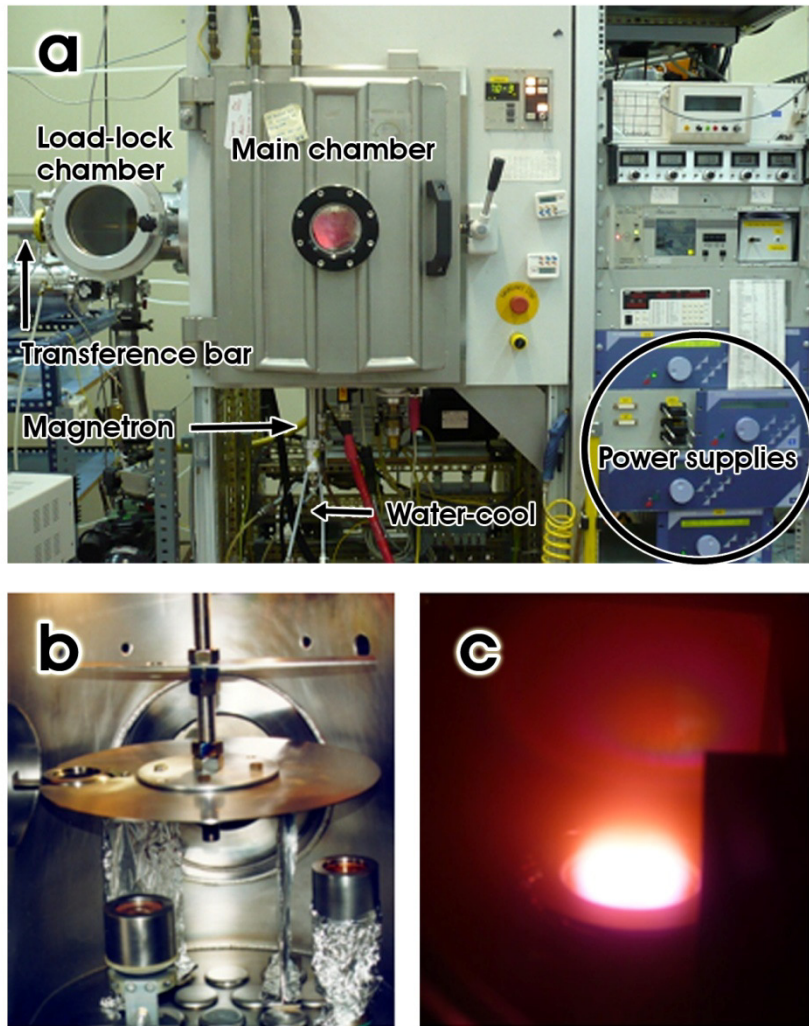 a
Load-lock
chamber
Main chamber
Transference bar
Magnetron
Water-cool
Power supplies
b
c